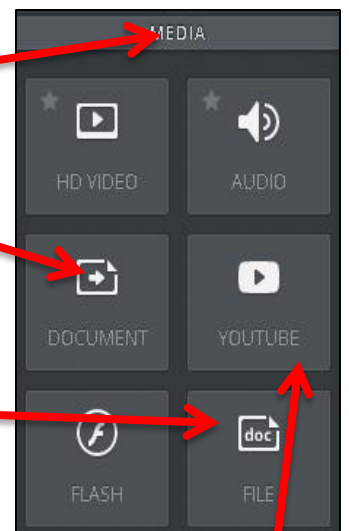 MEDIA
HD VIDEO
AUDIO
DOCUMENT
YOUTUBE
doc
FLASH
FILE